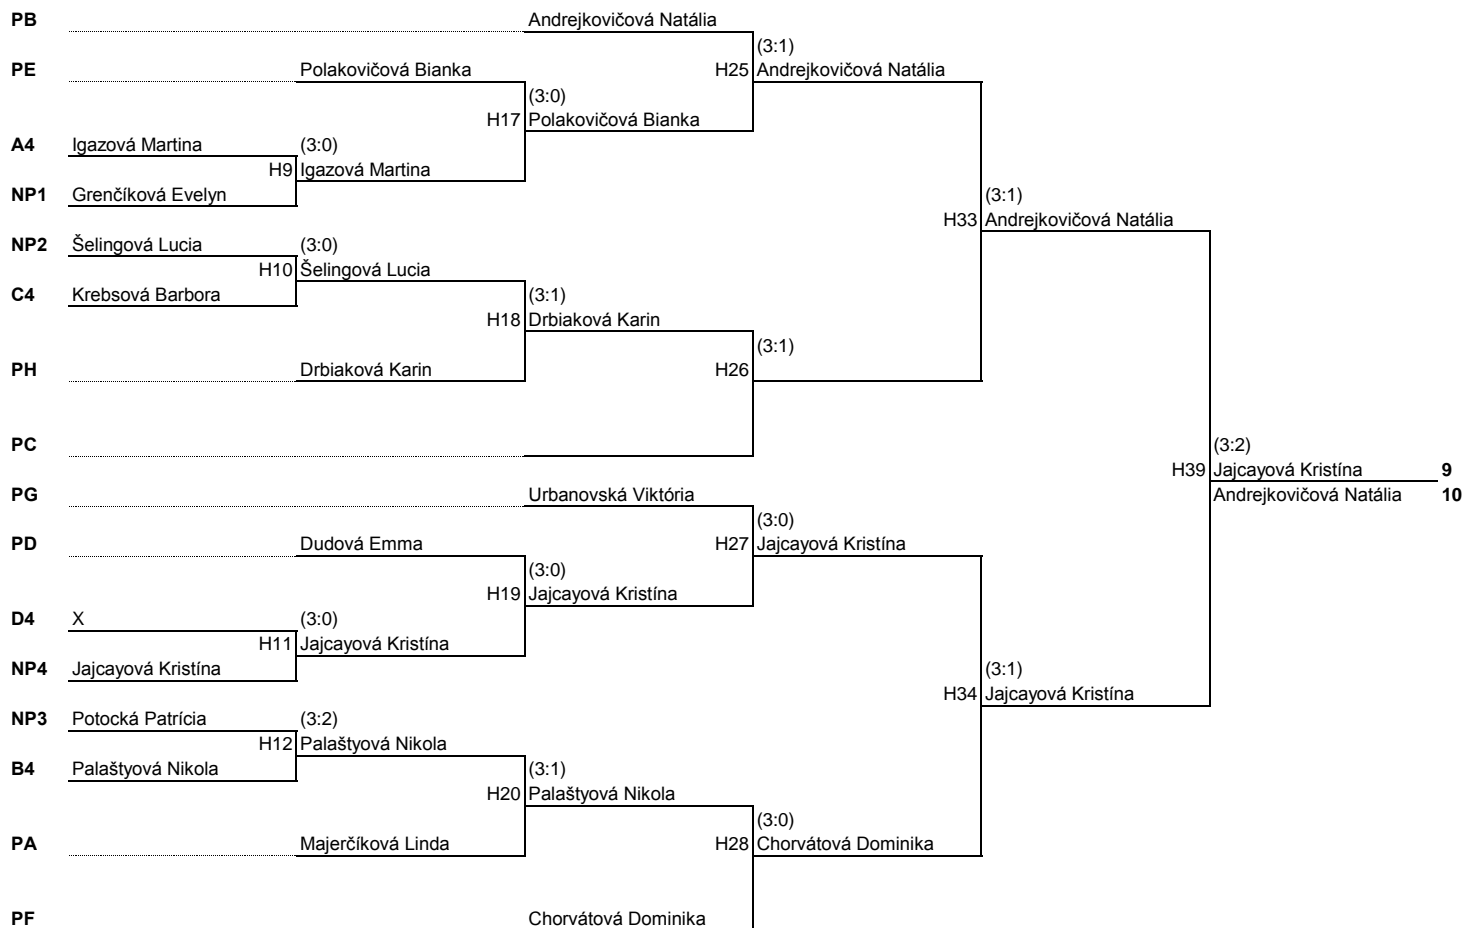 PB Andrejkovičová Natália
(3:1)
PE Polakovičová Bianka H25 Andrejkovičová Natália
(3:0)
H17 Polakovičová Bianka
A4 Igazová Martina (3:0)
H9 Igazová Martina
NP1 Grenčíková Evelyn (3:1)
H33 Andrejkovičová Natália
NP2 Šelingová Lucia (3:0)
H10 Šelingová Lucia
C4 Krebsová Barbora (3:1)
H18 Drbiaková Karin
(3:1)
PH Drbiaková Karin H26
PC (3:2)
H39 Jajcayová Kristína 9
PG Urbanovská Viktória Andrejkovičová Natália 10
(3:0)
PD Dudová Emma H27 Jajcayová Kristína
(3:0)
H19 Jajcayová Kristína
D4 X (3:0)
H11 Jajcayová Kristína
NP4 Jajcayová Kristína (3:1)
H34 Jajcayová Kristína
NP3 Potocká Patrícia (3:2)
H12 Palaštyová Nikola
B4 Palaštyová Nikola (3:1)
H20 Palaštyová Nikola
(3:0)
PA Majerčíková Linda H28 Chorvátová Dominika
PF Chorvátová Dominika